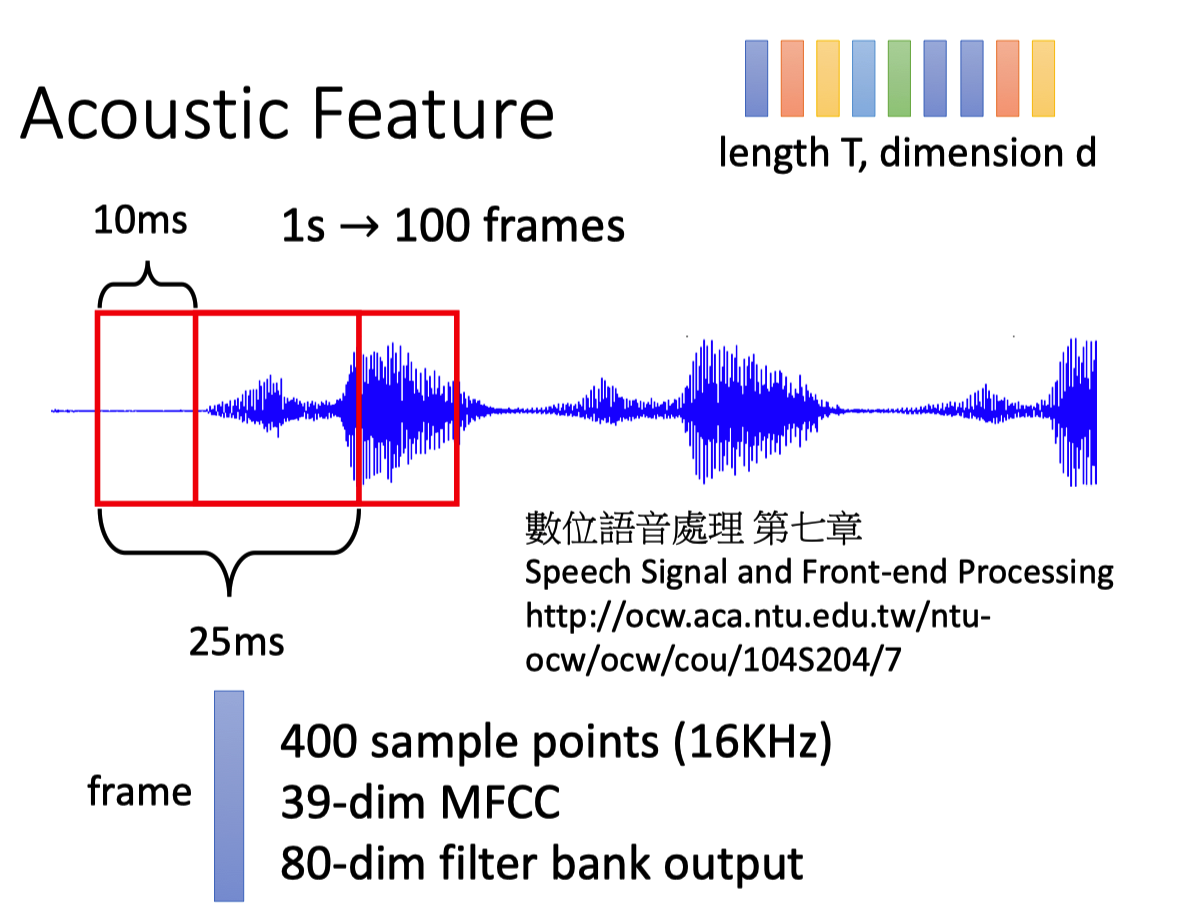 Acoustic Feature
length T, dimension d
10ms
1s → 100 frames
數位語音處理 第七章
Speech Signal and Front-end Processing
http://ocw.aca.ntu.edu.tw/ntu-
ocw/ocw/cou/104S204/7
25ms
frame
400 sample points (16KHz)
39-dim MFCC
80-dim filter bank output